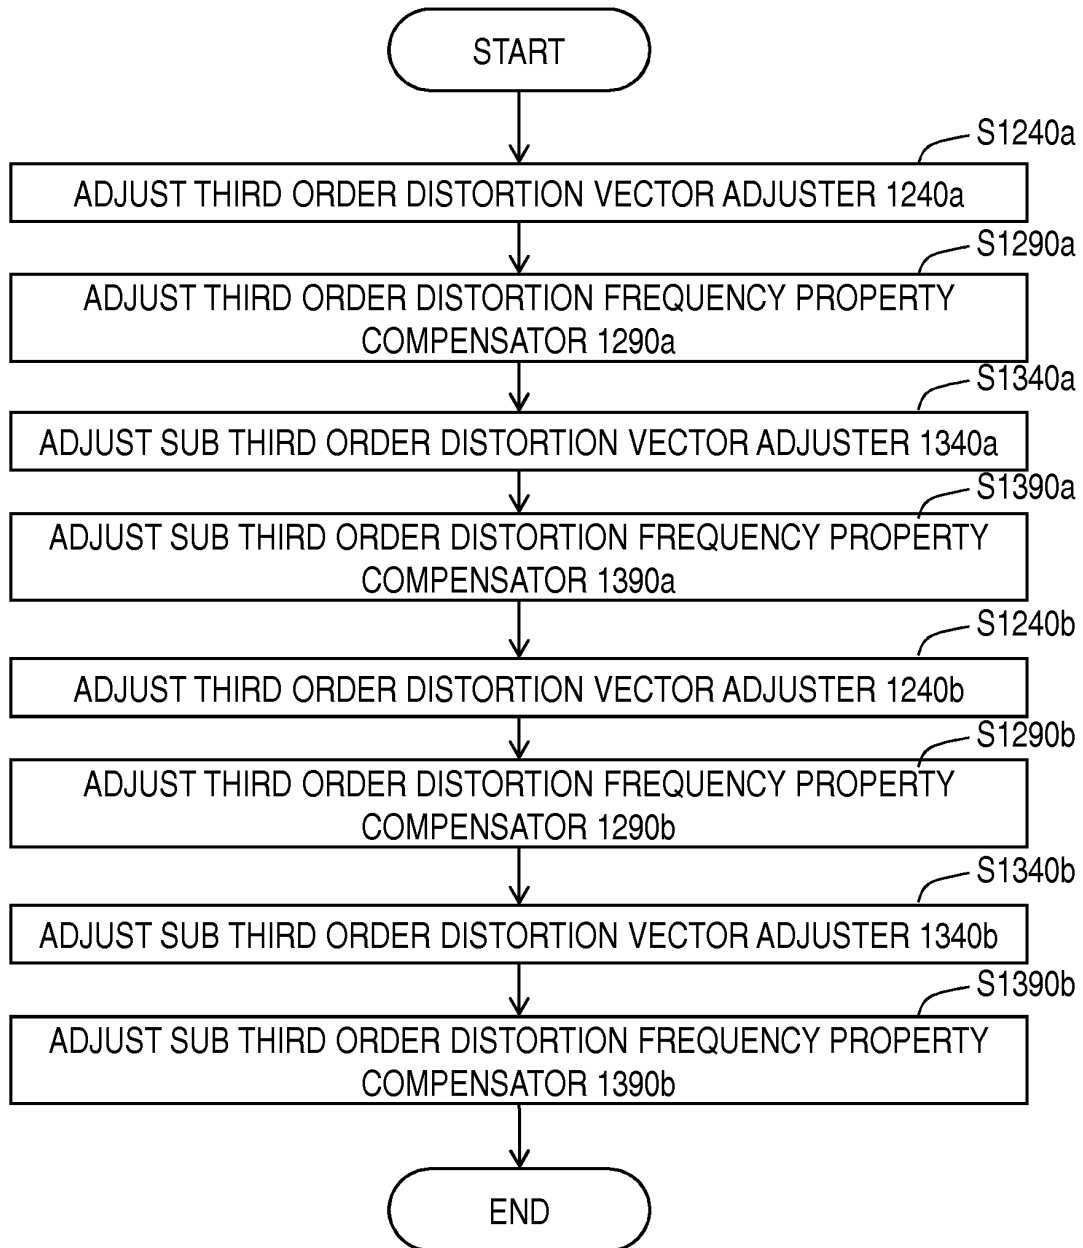 START
S1240a
ADJUST THIRD ORDER DISTORTION VECTOR ADJUSTER 1240a
S1290a
ADJUST THIRD ORDER DISTORTION FREQUENCY PROPERTY
COMPENSATOR 1290a
S1340a
ADJUST SUB THIRD ORDER DISTORTION VECTOR ADJUSTER 1340a
S1390a
ADJUST SUB THIRD ORDER DISTORTION FREQUENCY PROPERTY
COMPENSATOR 1390a
S1240b
ADJUST THIRD ORDER DISTORTION VECTOR ADJUSTER 1240b
S1290b
ADJUST THIRD ORDER DISTORTION FREQUENCY PROPERTY
COMPENSATOR 1290b
S1340b
ADJUST SUB THIRD ORDER DISTORTION VECTOR ADJUSTER 1340b
S1390b
ADJUST SUB THIRD ORDER DISTORTION FREQUENCY PROPERTY
COMPENSATOR 1390b
END